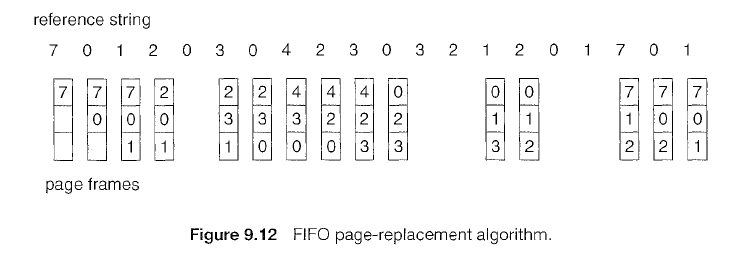 reference string
7 0 1 2 0 3 0 4 2 3 0 3 2 1 2 0 1 7 0 1
7 7 7 2 2 2 4 4 4 0 0 0 7 7 7
0 0 0 3 3 3 2 2 2 1 1 1 0 0
1 1 1 0 0 0 3 3 3 2 2 2 1
page frames
Figure 9.12 FIFO page-replacement algorithm.